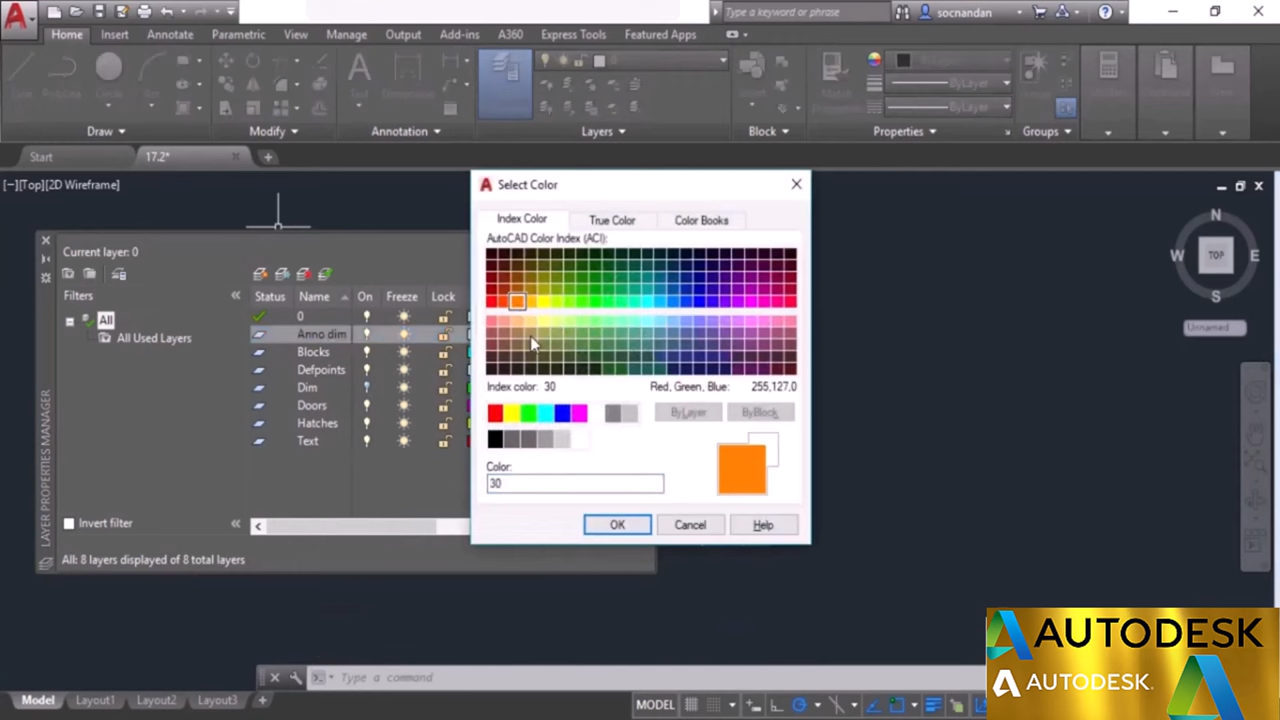 Type a keyword or phrase
socnandan
Home Insert Annotate Parametric View Manage Output Add-ins A360 Express Tools Featured Apps
ByLayer
ByLayer
Draw Modify Annotation Layers Block Properties Groups
Start 17.2*
[−][Top][2D Wireframe]
Select Color
Index Color True Color Color Books
AutoCAD Color Index (ACI):
N
W TOP E
S
Unnamed
Current layer: 0
Filters
Status Name On Freeze Lock
All
All Used Layers
0
Anno dim
Blocks
Defpoints
Dim
Doors
Hatches
Text
Index color: 30 Red, Green, Blue: 255,127,0
ByLayer ByBlock
Color:
30
OK Cancel Help
Invert filter
All: 8 layers displayed of 8 total layers
LAYER PROPERTIES MANAGER
Type a command
Model Layout1 Layout2 Layout3
MODEL
AUTODESK
AUTODESK.